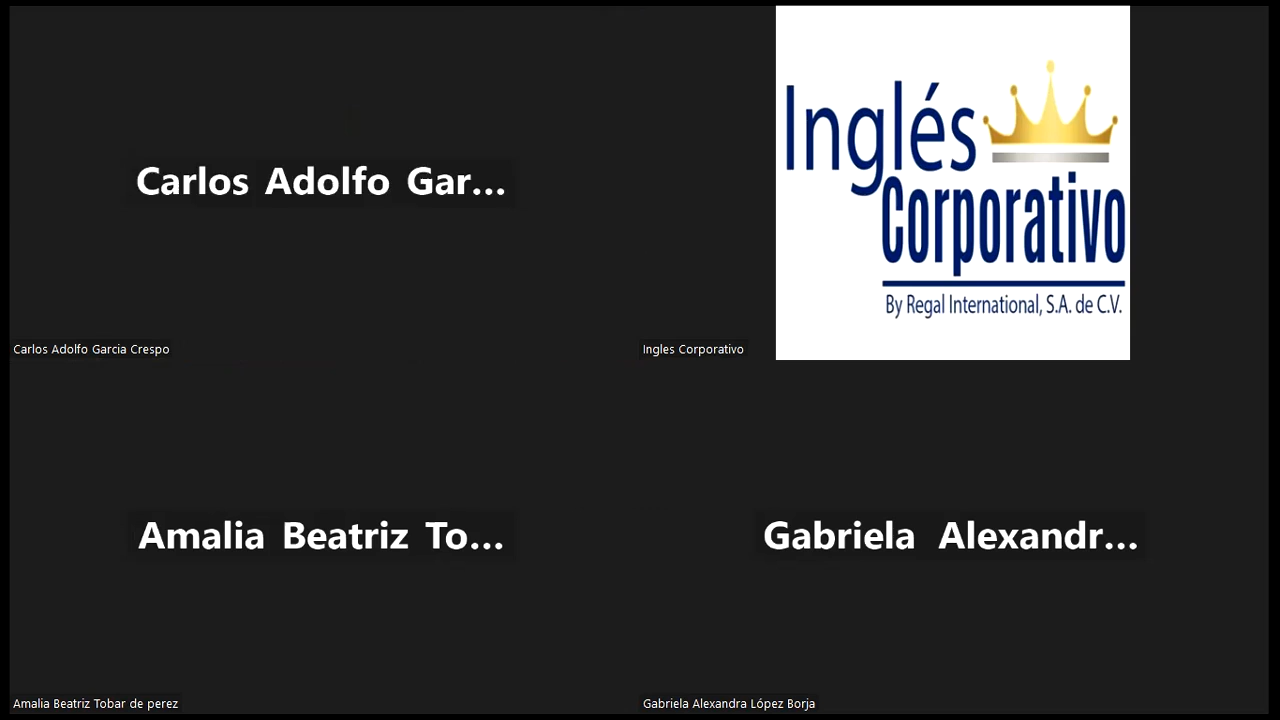 Carlos Adolfo Gar...
Carlos Adolfo Garcia Crespo
Inglés
Corporativo
By Regal International, S.A. de C.V.
Ingles Corporativo
Amalia Beatriz To...
Amalia Beatriz Tobar de perez
Gabriela Alexandr...
Gabriela Alexandra López Borja